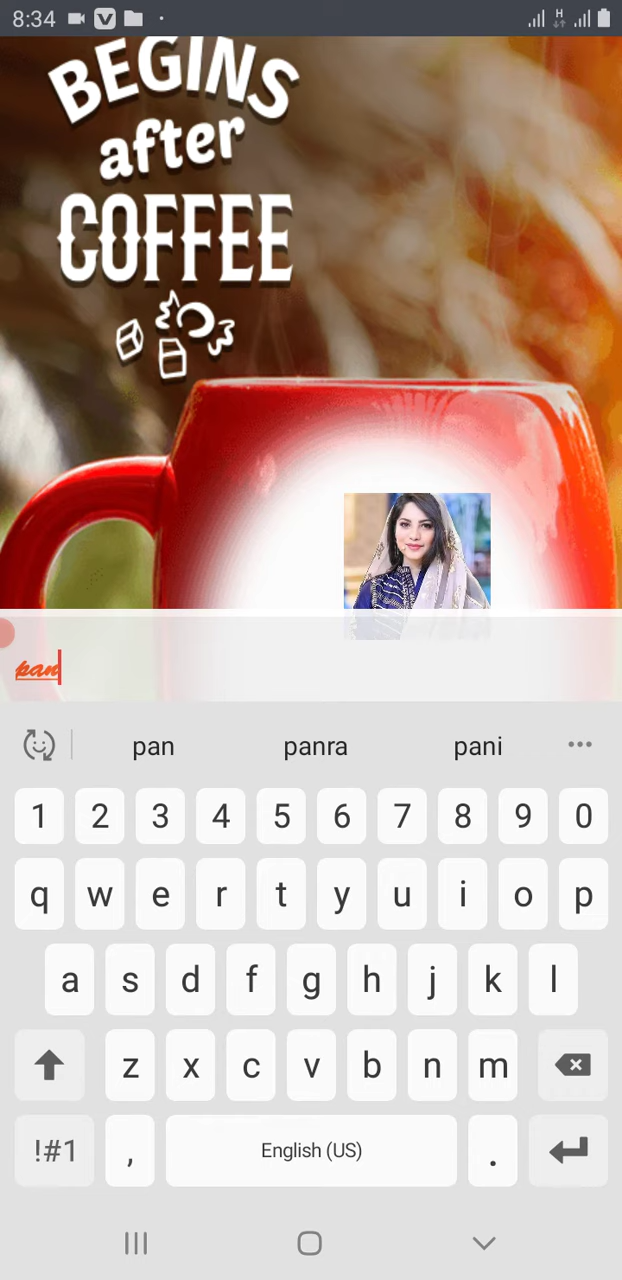 8:34
H
BEGINS
after
COFFEE
pan
pan panra pani
1 2 3 4 5 6 7 8 9 0
q w e r t y u i o p
a s d f g h j k l
z x c v b n m
!#1 , English (US) .